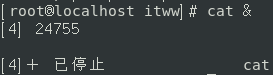 [root@localhost itww]# cat &
[4] 24755
[4]+ 已停止 cat